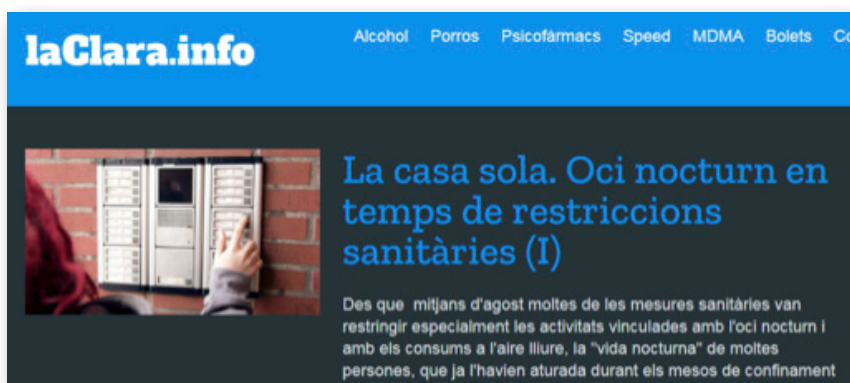 laClara.info
Alcohol Porros Psicofàrmacs Speed MDMA Bolets
La casa sola. Oci nocturn en
temps de restriccions
sanitàries (I)
Des que mitjans d'agost moltes de les mesures sanitàries van
restringir especialment les activitats vinculades amb l'oci nocturn i
amb els consums a l'aire lliure, la "vida nocturna" de moltes
persones, que ja l'havien aturada durant els mesos de confinament